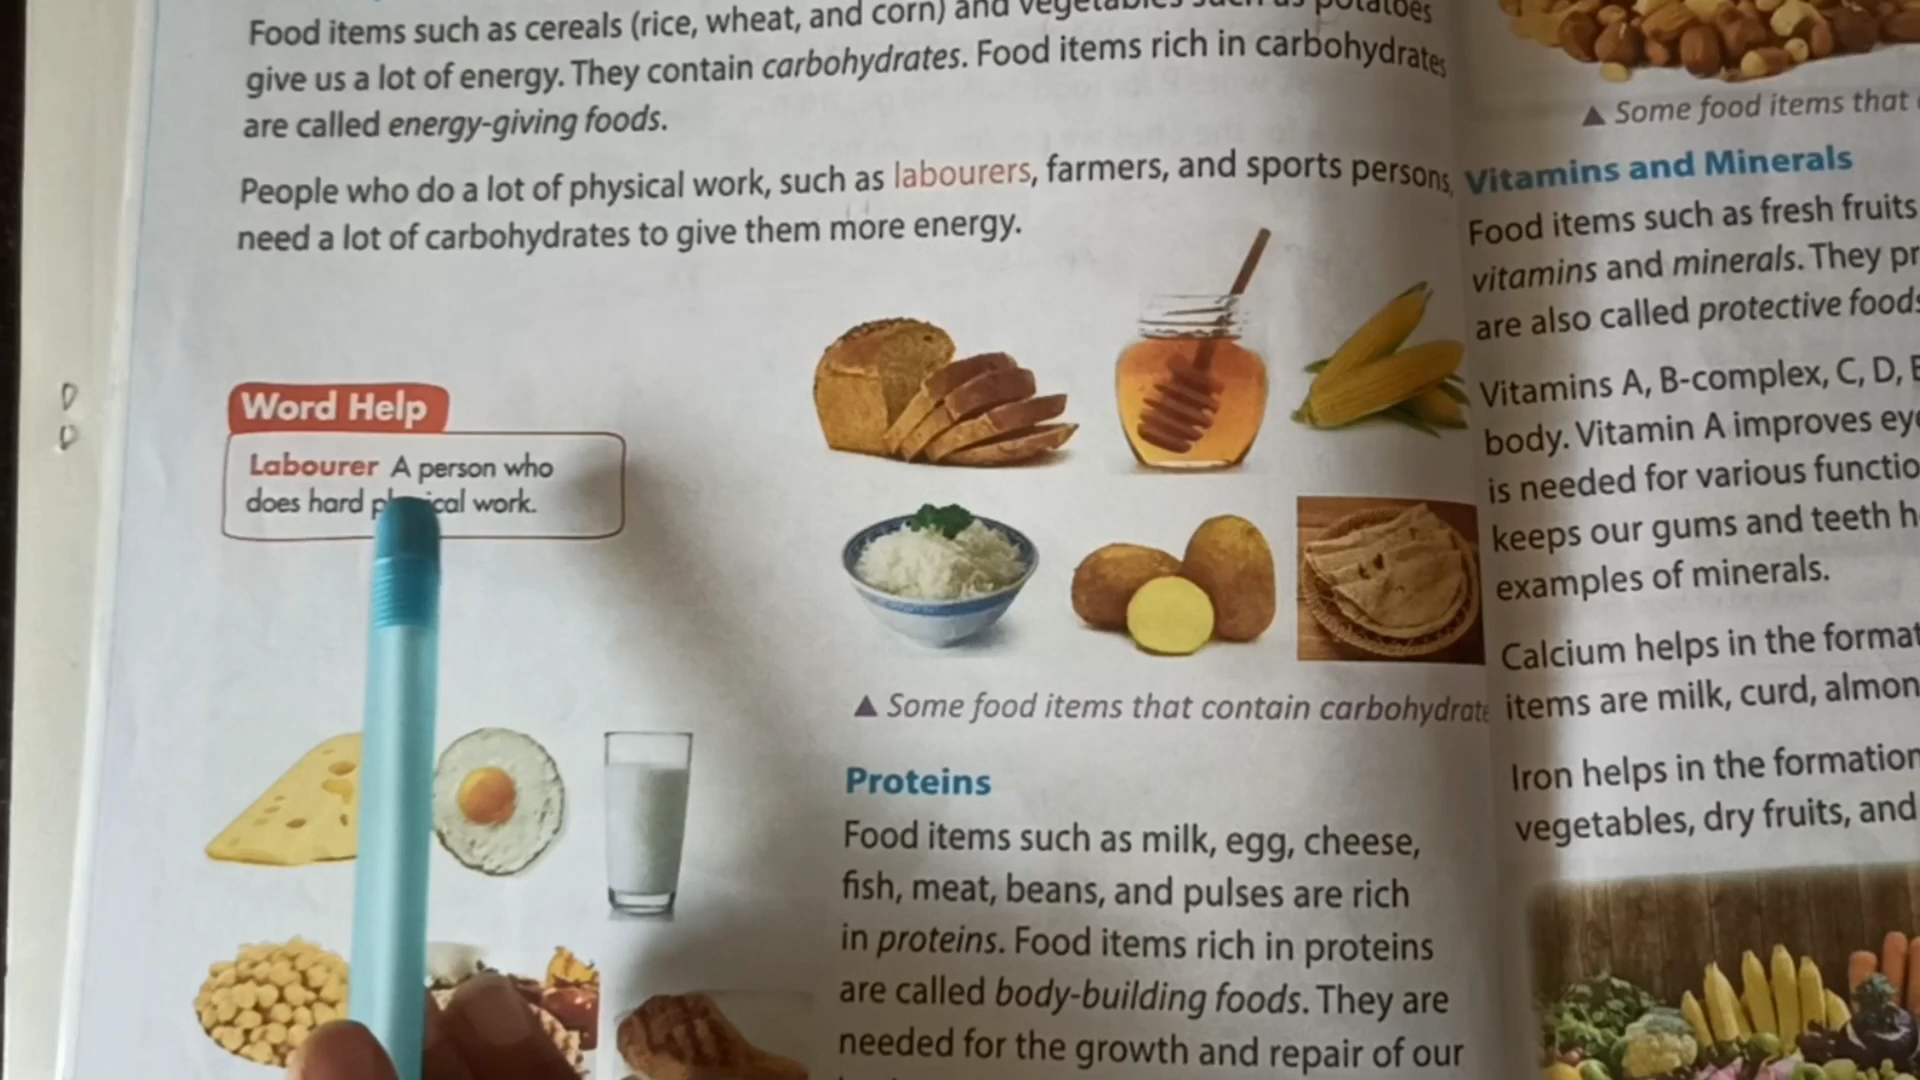 Food items such as cereals (rice, wheat, and corn) and vegetables such as potatoes
give us a lot of energy. They contain carbohydrates. Food items rich in carbohydrates
are called energy-giving foods.
People who do a lot of physical work, such as labourers, farmers, and sports persons,
need a lot of carbohydrates to give them more energy.
Word Help
Labourer A person who
does hard physical work.
▲ Some food items that contain carbohydrate
Proteins
Food items such as milk, egg, cheese,
fish, meat, beans, and pulses are rich
in proteins. Food items rich in proteins
are called body-building foods. They are
needed for the growth and repair of our
▲ Some food items that
Vitamins and Minerals
Food items such as fresh fruits
vitamins and minerals. They
are also called protective foods
Vitamins A, B-complex, C, D,
body. Vitamin A improves
is needed for various
keeps our gums and teeth
examples of minerals.
Calcium helps in the
items are milk, curd,
Iron helps in the formation
vegetables, dry fruits, and